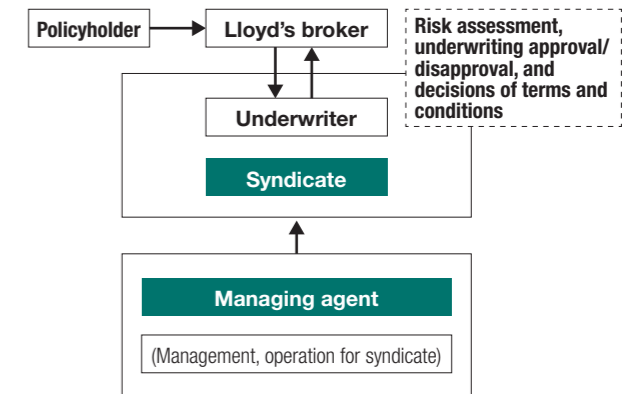 Policyholder
Lloyd’s broker
Risk assessment,
underwriting approval/
disapproval, and
decisions of terms and
conditions
Underwriter
Syndicate
Managing agent
(Management, operation for syndicate)